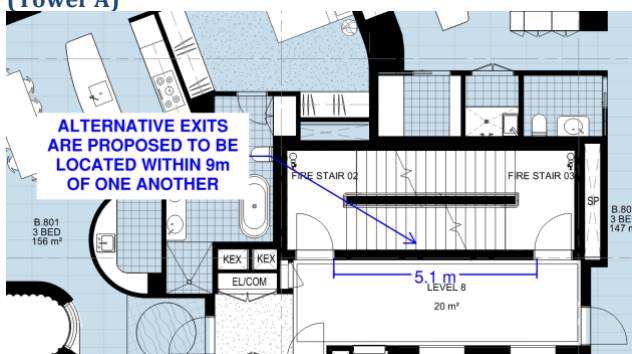 (Tower A)
ALTERNATIVE EXITS
ARE PROPOSED TO BE
LOCATED WITHIN 9m
OF ONE ANOTHER
FIRE STAIR 02
FIRE STAIR 03
SP
B.801
3 BED
156 m²
B.80
3 BE
147 m²
KEX
KEX
EL/COM
5.1 m
LEVEL 8
20 m²